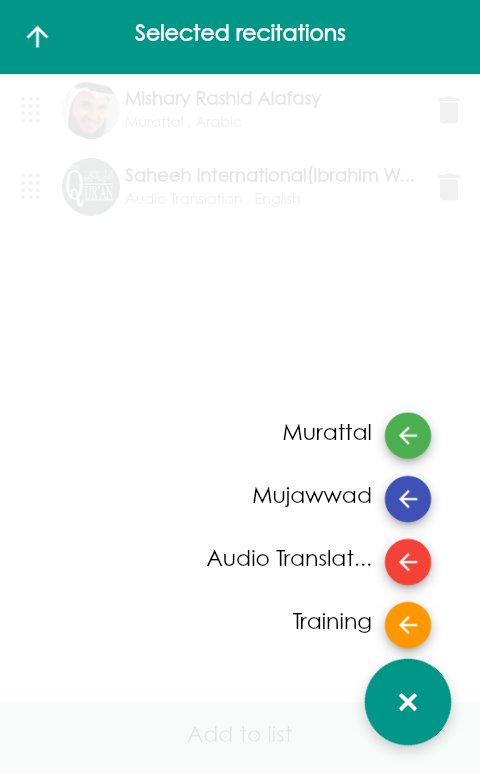 Selected recitations
Mishary Rashid Alafasy
Murattal , Arabic
Saheeh International(Ibrahim W...
Audio Translation , English
QURAN
Murattal
Mujawwad
Audio Translat...
Training
Add to list